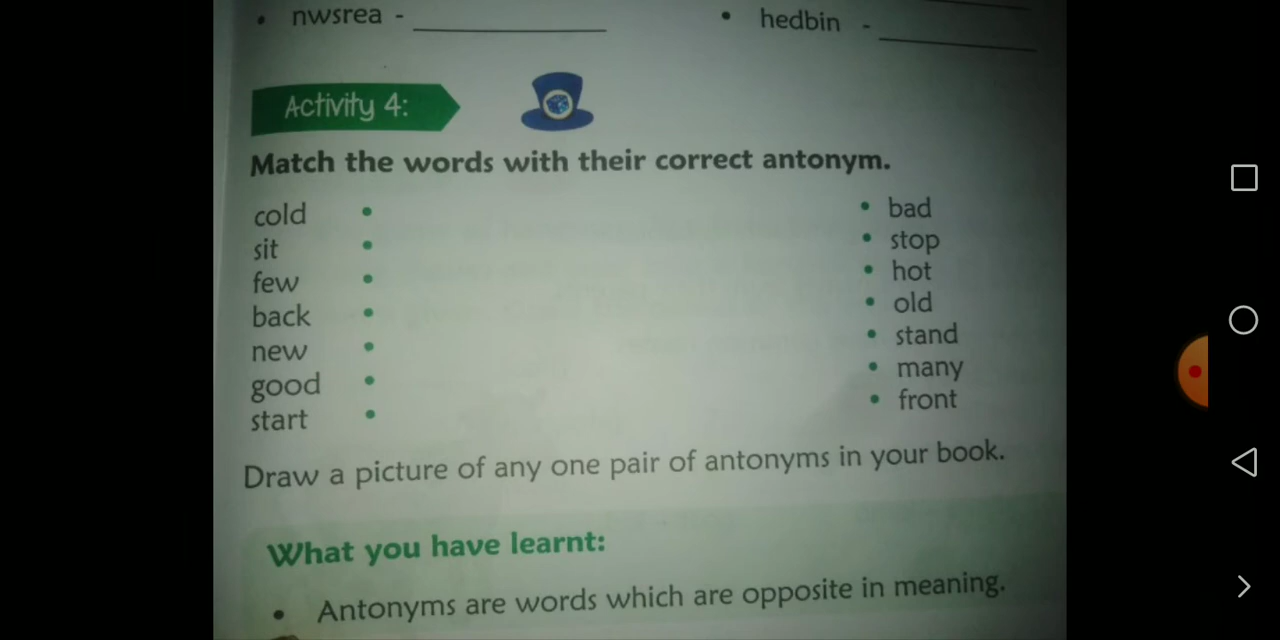 • nwsrea - ____________ • hedbin - ____________
Activity 4:
Match the words with their correct antonym.
cold • • bad
sit • • stop
few • • hot
back • • old
new • • stand
good • • many
start • • front
Draw a picture of any one pair of antonyms in your book.
What you have learnt:
• Antonyms are words which are opposite in meaning.